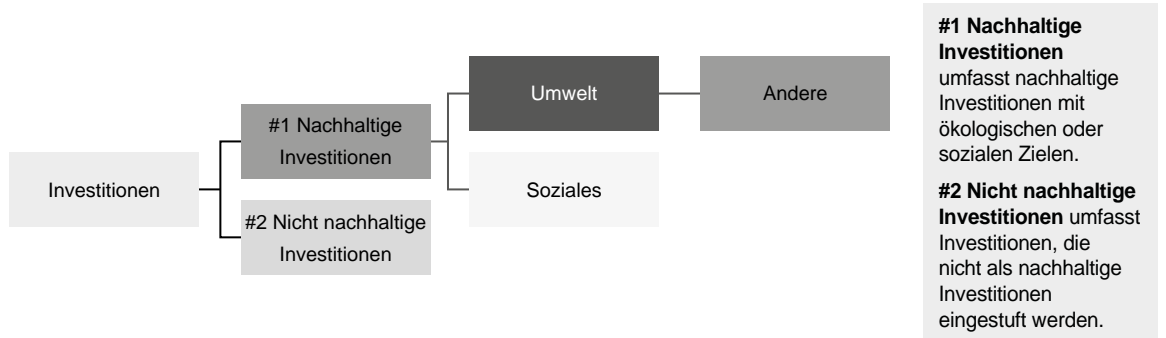 Investitionen
#1 Nachhaltige
Investitionen
#2 Nicht nachhaltige
Investitionen
Umwelt
Soziales
Andere
#1 Nachhaltige
Investitionen
umfasst nachhaltige
Investitionen mit
ökologischen oder
sozialen Zielen.
#2 Nicht nachhaltige
Investitionen umfasst
Investitionen, die
nicht als nachhaltige
Investitionen
eingestuft werden.